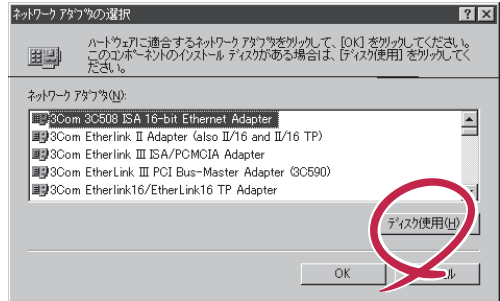 ネットワーク アダプタの選択
ハードウェアに適合するネットワーク アダプタをクリックして、[OK] をクリックしてください。
このコンポーネントのインストール ディスクがある場合は、[ディスク使用] をクリックしてく
ださい。
ネットワーク アダプタ(N):
3Com 3C508 ISA 16-bit Ethernet Adapter
3Com Etherlink II Adapter (also II/16 and II/16 TP)
3Com Etherlink III ISA/PCMCIA Adapter
3Com EtherLink III PCI Bus-Master Adapter (3C590)
3Com Etherlink16/EtherLink16 TP Adapter
ディスク使用(H)
OK